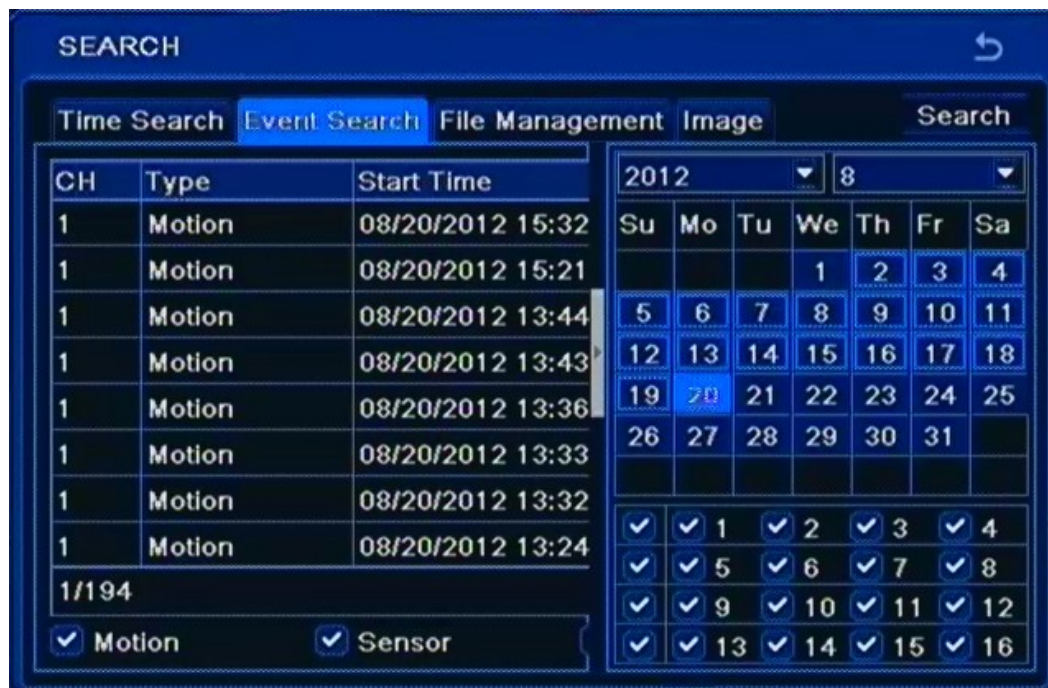 SEARCH
Time Search Event Search File Management Image Search
CH Type Start Time
1 Motion 08/20/2012 15:32
1 Motion 08/20/2012 15:21
1 Motion 08/20/2012 13:44
1 Motion 08/20/2012 13:43
1 Motion 08/20/2012 13:36
1 Motion 08/20/2012 13:33
1 Motion 08/20/2012 13:32
1 Motion 08/20/2012 13:24
1/194
Motion Sensor
2012 8
Su Mo Tu We Th Fr Sa
1 2 3 4
5 6 7 8 9 10 11
12 13 14 15 16 17 18
19 20 21 22 23 24 25
26 27 28 29 30 31
1 2 3 4
5 6 7 8
9 10 11 12
13 14 15 16